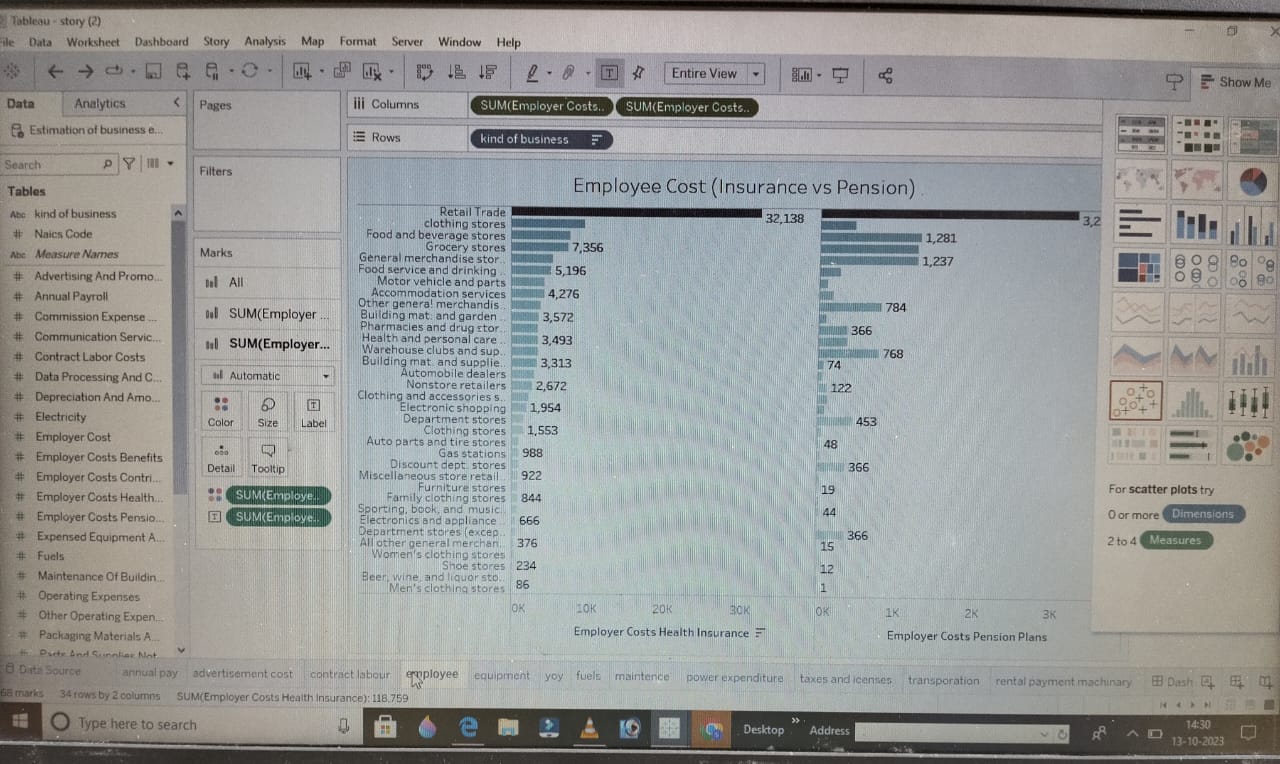 Tableau - story (2)
ile Data Worksheet Dashboard Story Analysis Map Format Server Window Help
Entire View
Show Me
Data Analytics
Estimation of business e...
Search
Tables
Abc kind of business
# Naics Code
Abc Measure Names
# Advertising And Promo...
# Annual Payroll
# Commission Expense ...
# Communication Servic...
# Contract Labor Costs
# Data Processing And C...
# Depreciation And Amo...
# Electricity
# Employer Cost
# Employer Costs Benefits
# Employer Costs Contri...
# Employer Costs Health...
# Employer Costs Pensio...
# Expensed Equipment A...
# Fuels
# Maintenance Of Buildin...
# Operating Expenses
# Other Operating Expen...
# Packaging Materials A...
# Parts And Supplies Not
Pages
Filters
Marks
All
SUM(Employer ...
SUM(Employer...
Automatic
Color Size Label
Detail Tooltip
SUM(Employe..
SUM(Employe..
Columns SUM(Employer Costs.. SUM(Employer Costs..
Rows kind of business
Employee Cost (Insurance vs Pension)
Retail Trade 32,138 3,2
clothing stores
Food and beverage stores 1,281
Grocery stores 7,356
General merchandise stor.. 1,237
Food service and drinking .. 5,196
Motor vehicle and parts
Accommodation services 4,276
Other general merchandis.. 784
Building mat. and garden .. 3,572
Pharmacies and drug stor.. 366
Health and personal care .. 3,493
Warehouse clubs and sup.. 768
Building mat. and supplie.. 3,313 74
Automobile dealers
Nonstore retailers 2,672 122
Clothing and accessories s..
Electronic shopping 1,954
Department stores 453
Clothing stores 1,553
Auto parts and tire stores 48
Gas stations 988
Discount dept. stores 366
Miscellaneous store retail.. 922
Furniture stores 19
Family clothing stores 844
Sporting, book, and music.. 44
Electronics and appliance .. 666
Department stores (excep.. 366
All other general merchan.. 376 15
Women's clothing stores
Shoe stores 234 12
Beer, wine, and liquor sto..
Men's clothing stores 86 1
0K 10K 20K 30K 0K 1K 2K 3K
Employer Costs Health Insurance Employer Costs Pension Plans
For scatter plots try
0 or more Dimensions
2 to 4 Measures
Data Source annual pay advertisement cost contract labour employee equipment yoy fuels maintence power expenditure taxes and icenses transporation rental payment machinary Dash
68 marks 34 rows by 2 columns SUM(Employer Costs Health Insurance): 118,759
Type here to search Desktop Address 14:30
13-10-2023